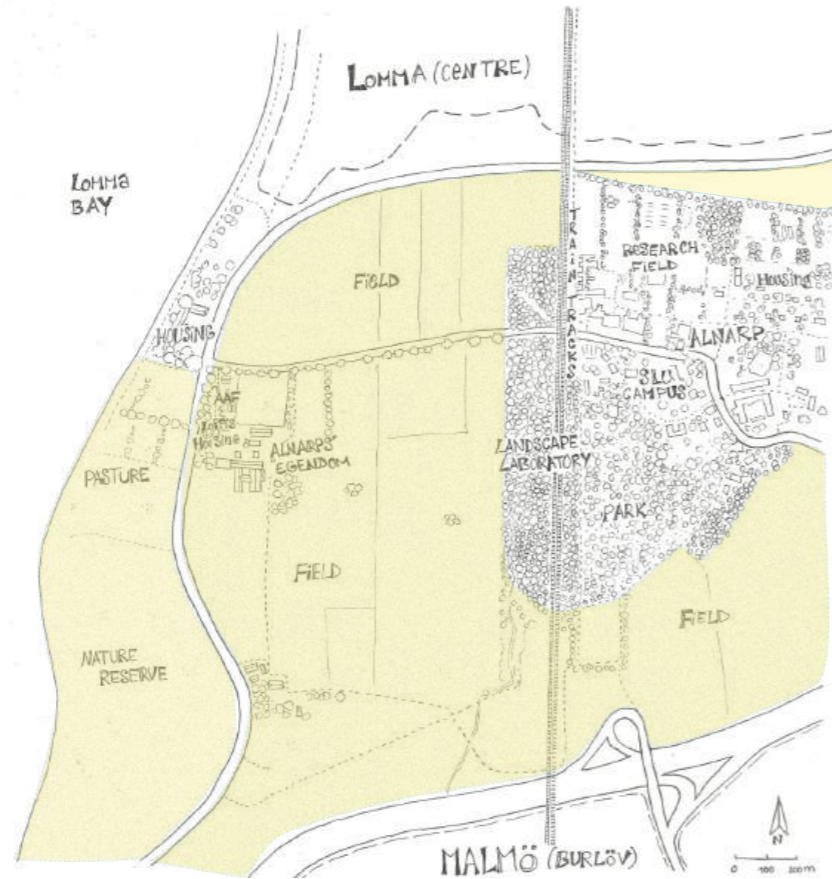 LOMMA (CENTRE)
LOMMA
BAY
TRAIN TRACKS
RESEARCH
FIELD
HOUSING
FIELD
HOUSING
ALNARP
SLU
CAMPUS
AAF
HOUSING
ALNARPS
EGENDOM
LANDSCAPE
LABORATORY
PASTURE
PARK
FIELD
FIELD
NATURE
RESERVE
N
0 100 200m
MALMÖ (BURLÖV)